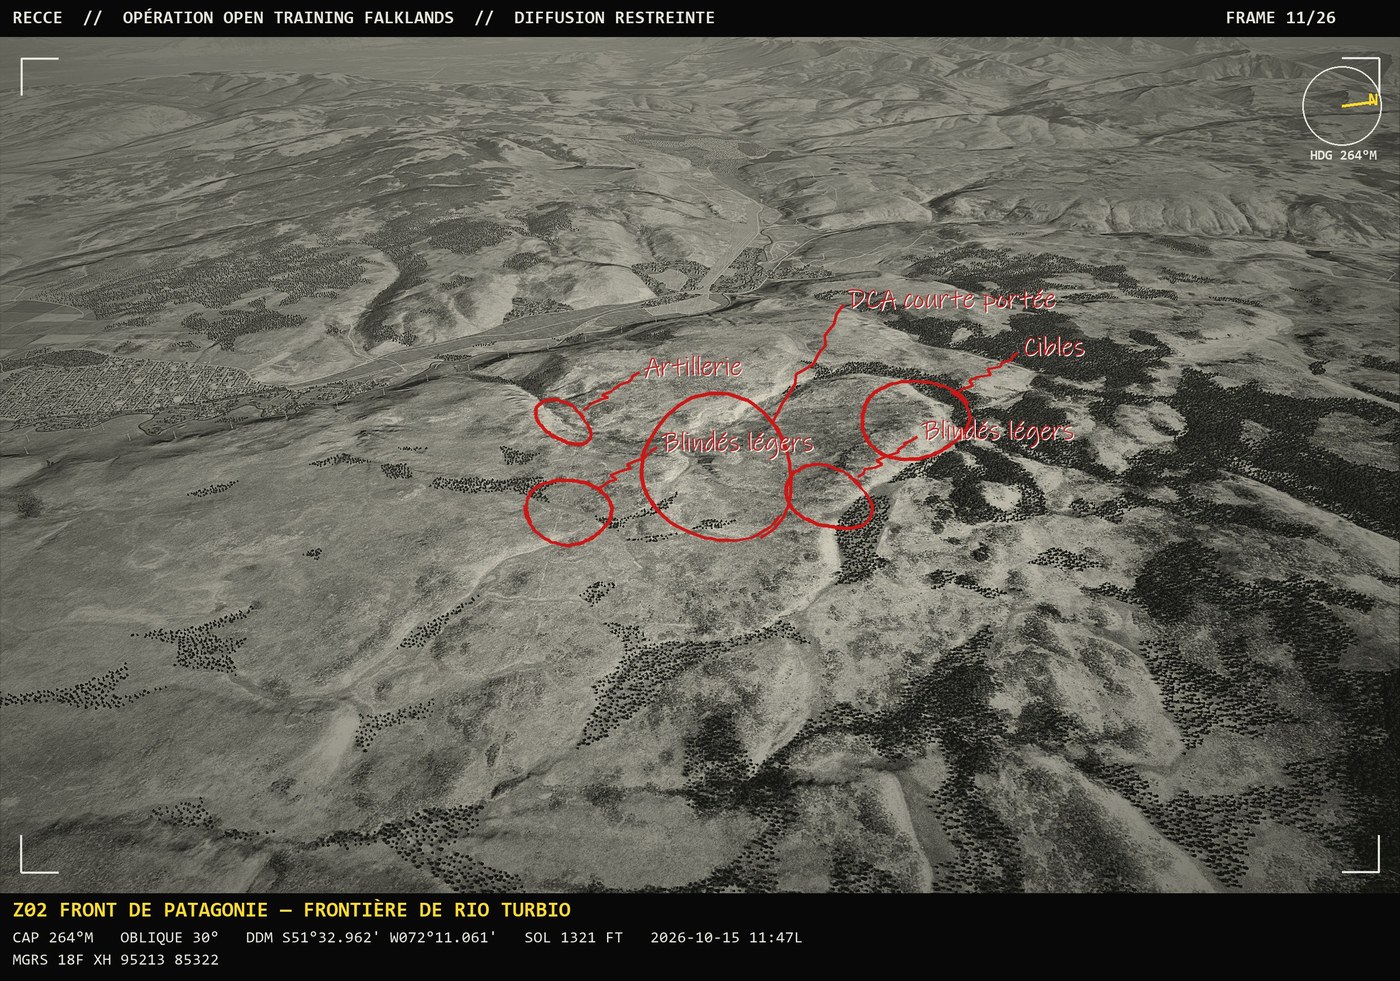 RECCE // OPÉRATION OPEN TRAINING FALKLANDS // DIFFUSION RESTREINTE
FRAME 11/26
N
HDG 264°M
DCA courte portée
Cibles
Artillerie
Blindés légers
Blindés légers
Z02 FRONT DE PATAGONIE — FRONTIÈRE DE RIO TURBIO
CAP 264°M OBLIQUE 30° DDM S51°32.962' W072°11.061' SOL 1321 FT 2026-10-15 11:47L
MGRS 18F XH 95213 85322